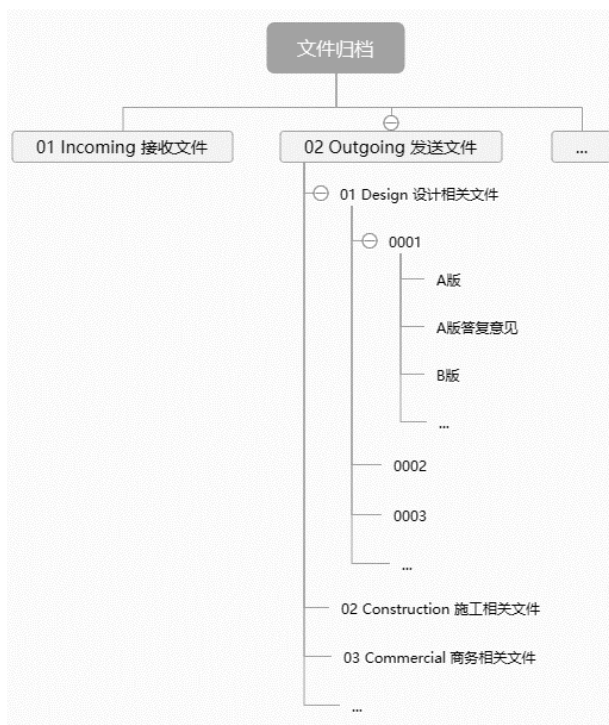 文件归档
01 Incoming 接收文件
02 Outgoing 发送文件
...
01 Design 设计相关文件
0001
A版
A版答复意见
B版
...
0002
0003
...
02 Construction 施工相关文件
03 Commercial 商务相关文件
...